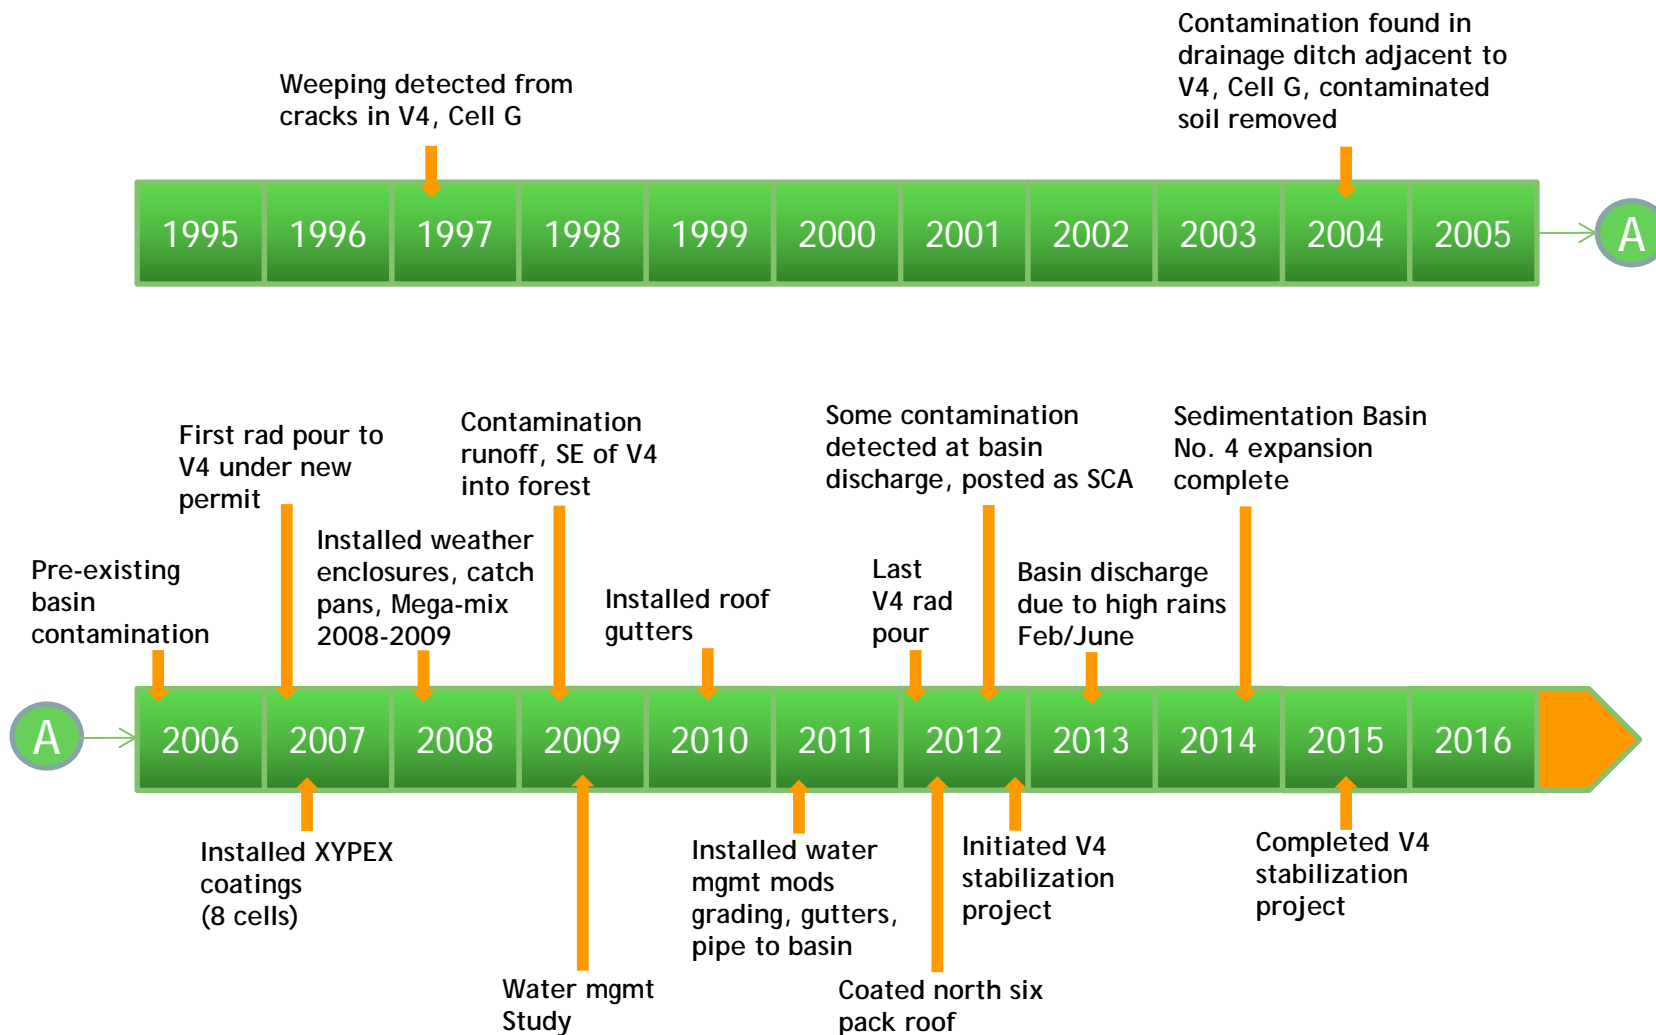 Contamination found in
drainage ditch adjacent to
V4, Cell G, contaminated
soil removed
Weeping detected from
cracks in V4, Cell G
1995 1996 1997 1998 1999 2000 2001 2002 2003 2004 2005 A
Some contamination
detected at basin
discharge, posted as SCA
Sedimentation Basin
No. 4 expansion
complete
Contamination
runoff, SE of V4
into forest
First rad pour to
V4 under new
permit
Installed weather
enclosures, catch
pans, Mega-mix
2008-2009
Pre-existing
basin
contamination
Installed roof
gutters
Last
V4 rad
pour
Basin discharge
due to high rains
Feb/June
A 2006 2007 2008 2009 2010 2011 2012 2013 2014 2015 2016
Installed XYPEX
coatings
(8 cells)
Installed water
mgmt mods
grading, gutters,
pipe to basin
Initiated V4
stabilization
project
Completed V4
stabilization
project
Water mgmt
Study
Coated north six
pack roof